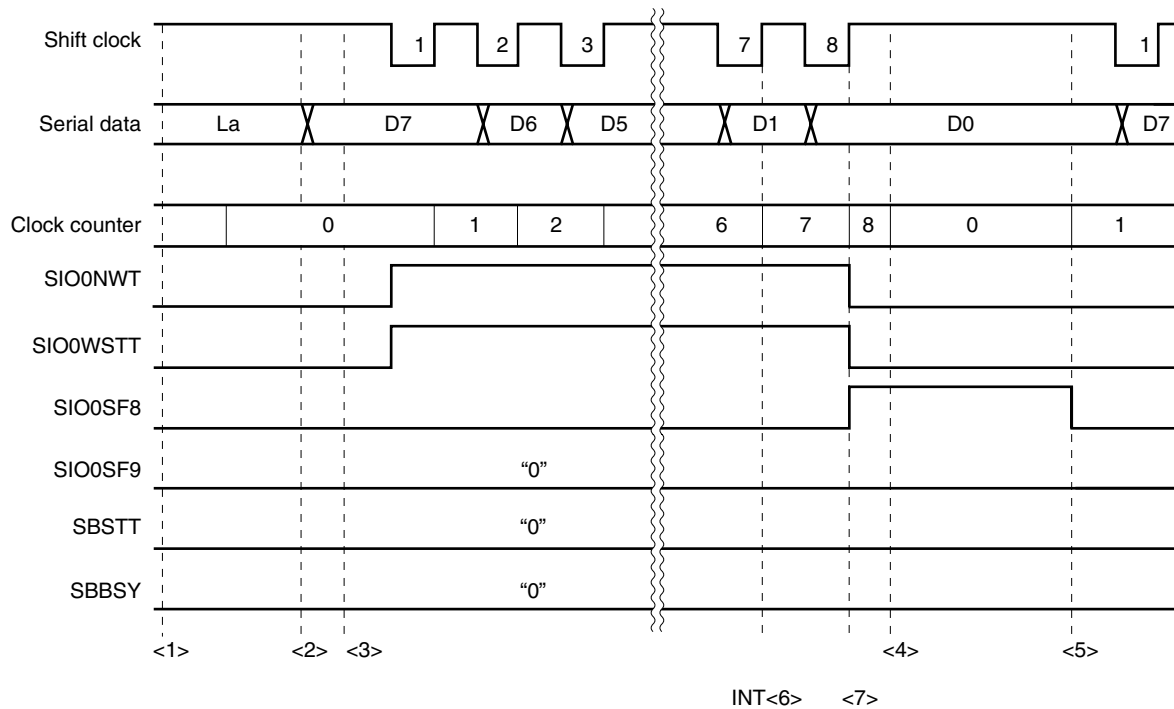 Shift clock 1 2 3 7 8 1
Serial data La D7 D6 D5 D1 D0 D7
Clock counter 0 1 2 6 7 8 0 1
SIO0NWT
SIO0WSTT
SIO0SF8
SIO0SF9 “0”
SBSTT “0”
SBBSY “0”
<1> <2> <3> <4> <5>
INT<6> <7>